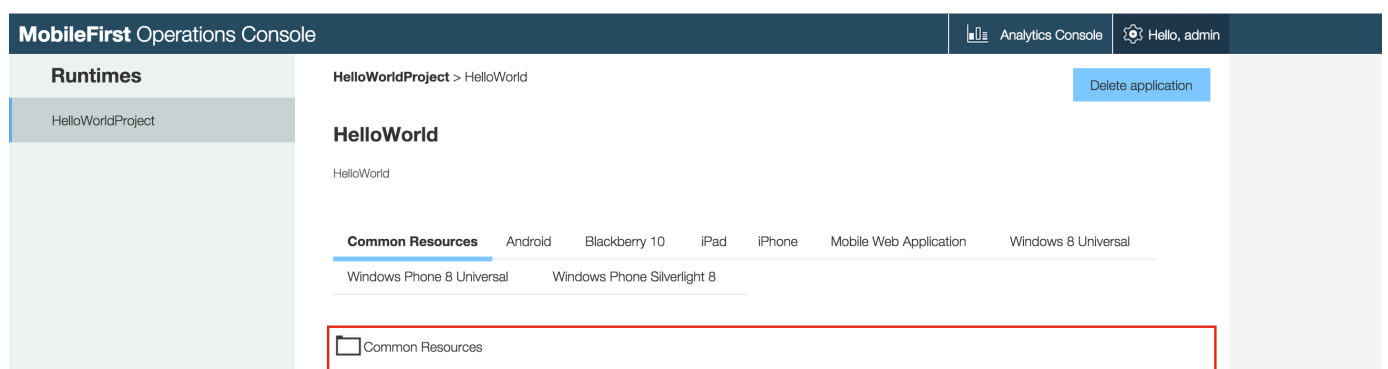 MobileFirst Operations Console
Analytics Console
Hello, admin
Runtimes
HelloWorldProject
HelloWorldProject > HelloWorld
Delete application
HelloWorld
HelloWorld
Common Resources Android Blackberry 10 iPad iPhone Mobile Web Application Windows 8 Universal
Windows Phone 8 Universal Windows Phone Silverlight 8
Common Resources